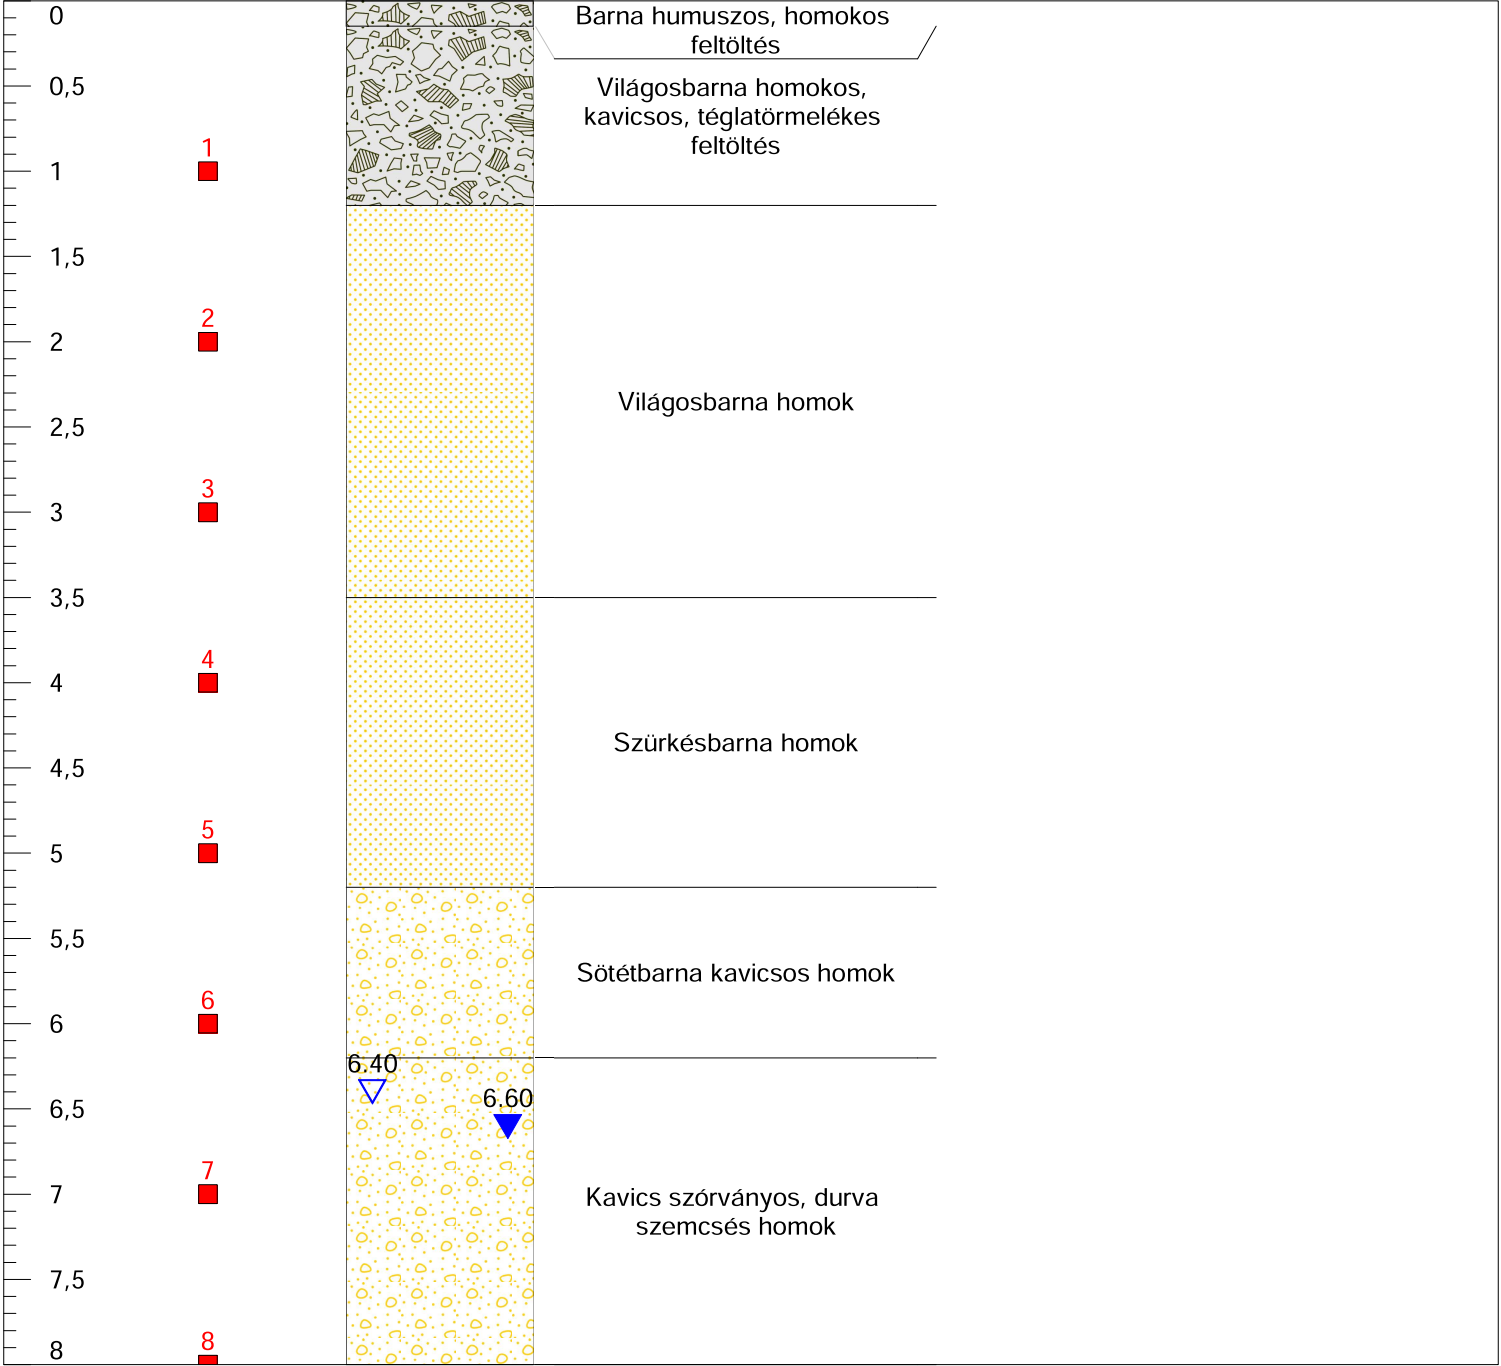 0
Barna humuszos, homokos
feltöltés
0,5
Világosbarna homokos,
kavicsos, téglatörmelékes
feltöltés
1
1
1,5
2
2
Világosbarna homok
2,5
3
3
3,5
4
4
Szürkésbarna homok
4,5
5
5
5,5
Sötétbarna kavicsos homok
6
6
6.40
6.60
6,5
7
7
Kavics szórványos, durva
szemcsés homok
7,5
8
8